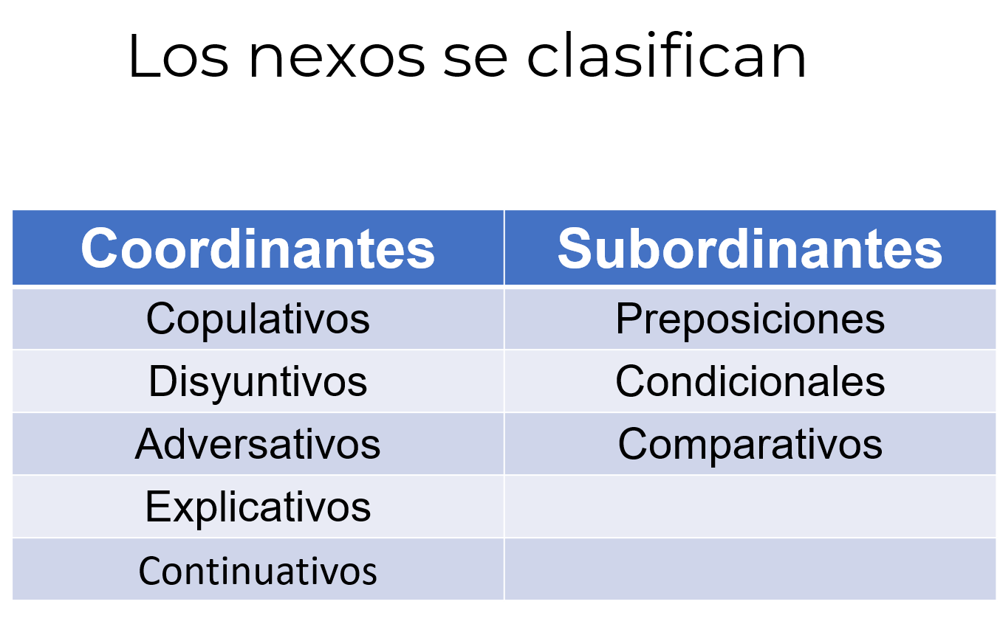 Los nexos se clasifican
Coordinantes Subordinantes
Copulativos Preposiciones
Disyuntivos Condicionales
Adversativos Comparativos
Explicativos
Continuativos